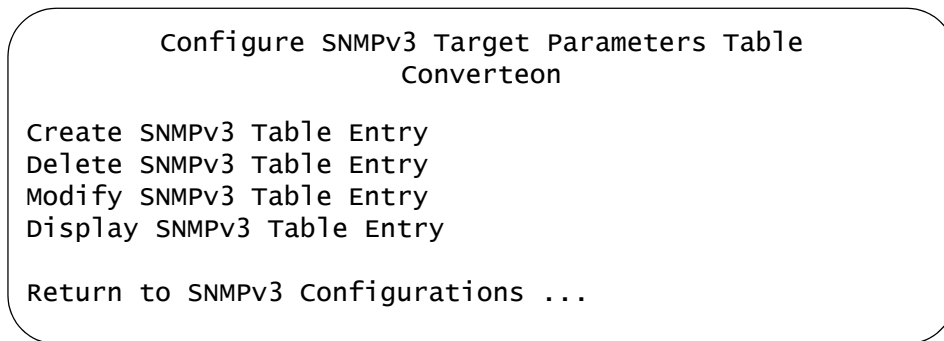 Configure SNMPv3 Target Parameters Table
Converteon
Create SNMPv3 Table Entry
Delete SNMPv3 Table Entry
Modify SNMPv3 Table Entry
Display SNMPv3 Table Entry
Return to SNMPv3 Configurations ...